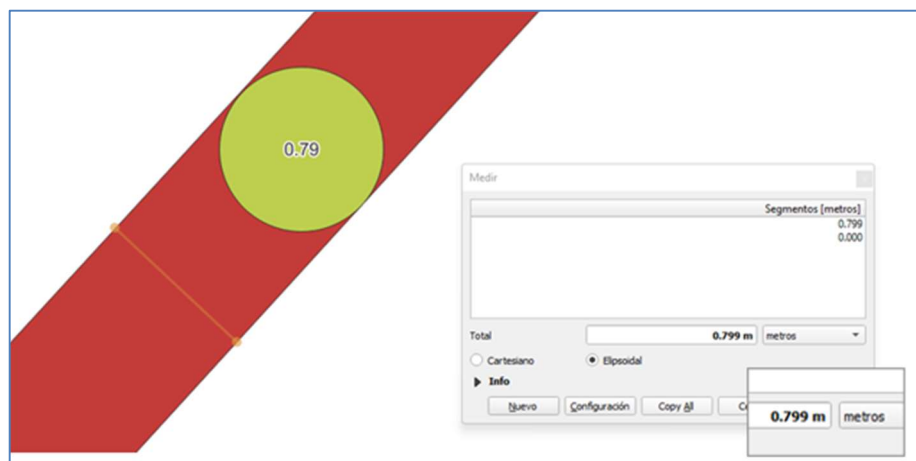 0.79
Medir
Segmentos [metros]
0.799
0.000
Total 0.799 m metros
Cartesiano Elipsoidal
Info
Nuevo Configuración Copy All
0.799 m metros